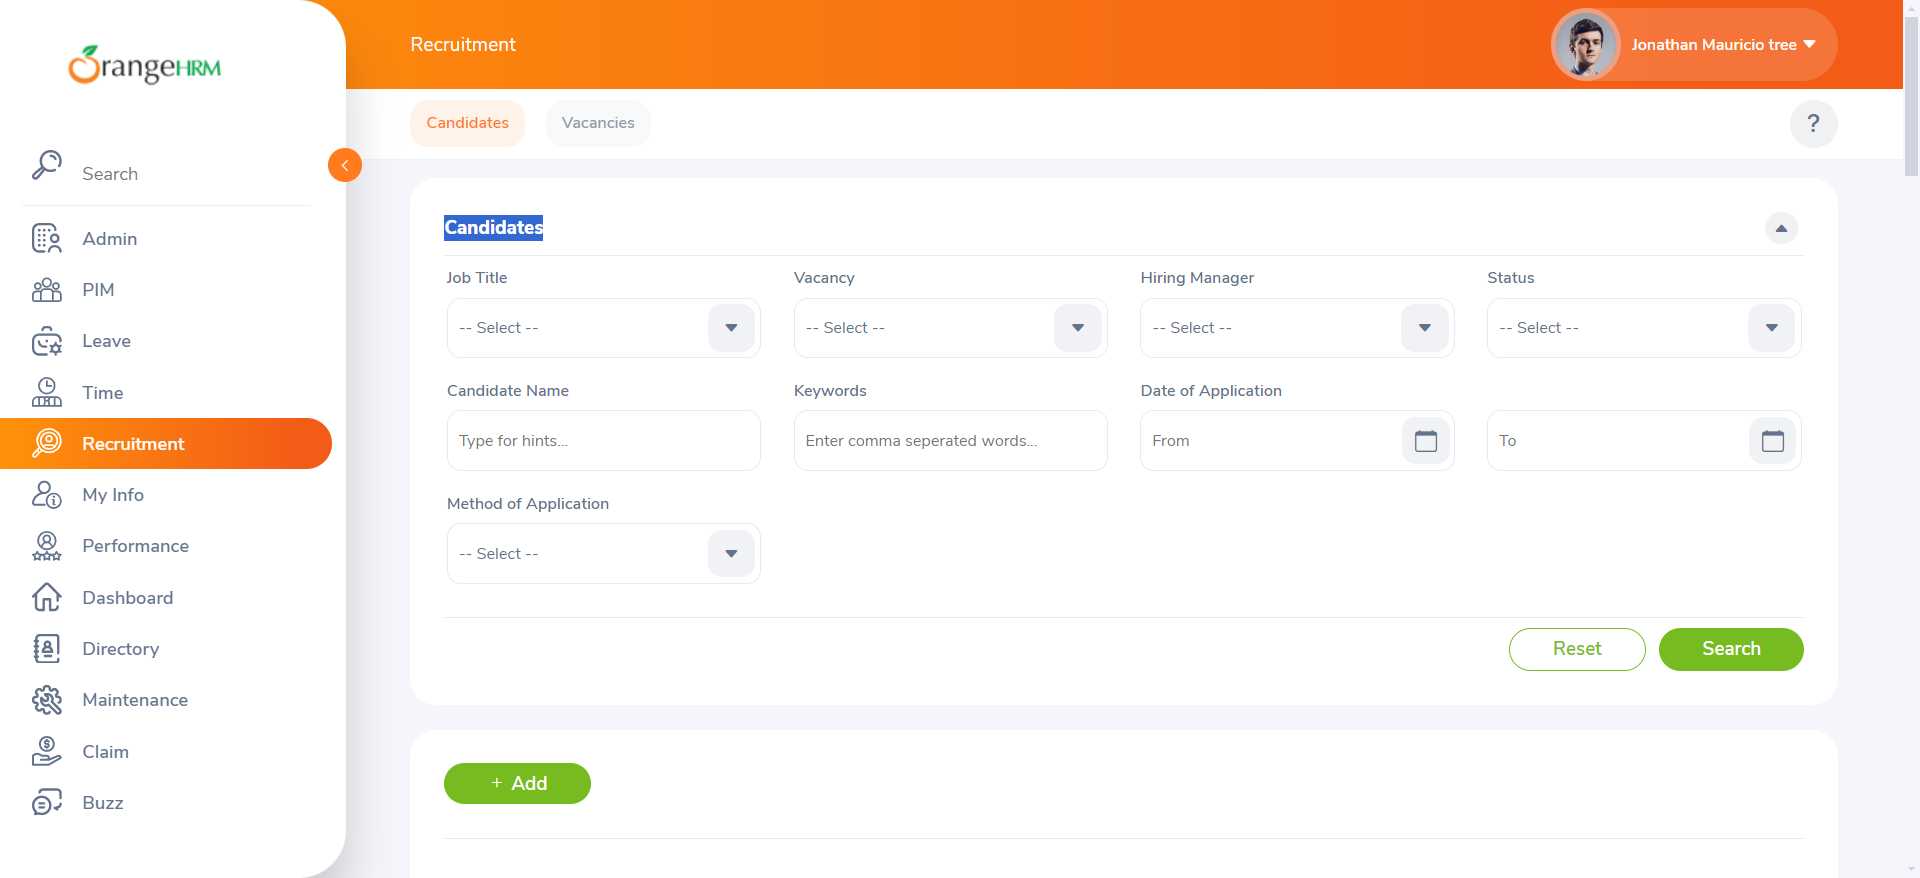 OrangeHRM
Search
Admin
PIM
Leave
Time
Recruitment
My Info
Performance
Dashboard
Directory
Maintenance
Claim
Buzz
Recruitment
Jonathan Mauricio tree
Candidates
Vacancies
?
Candidates
Job Title
Vacancy
Hiring Manager
Status
-- Select --
-- Select --
-- Select --
-- Select --
Candidate Name
Keywords
Date of Application
Type for hints...
Enter comma seperated words...
From
To
Method of Application
-- Select --
Reset
Search
+ Add